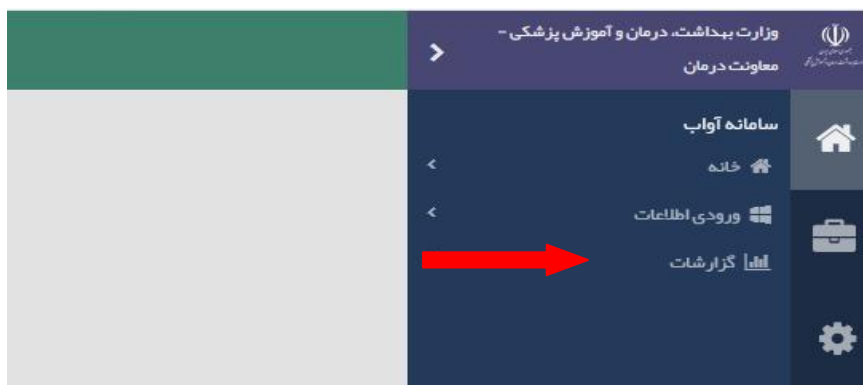 وزارت بهداشت، درمان و آموزش پزشکی -
معاونت درمان
سامانه آواب
خانه
ورودی اطلاعات
گزارشات